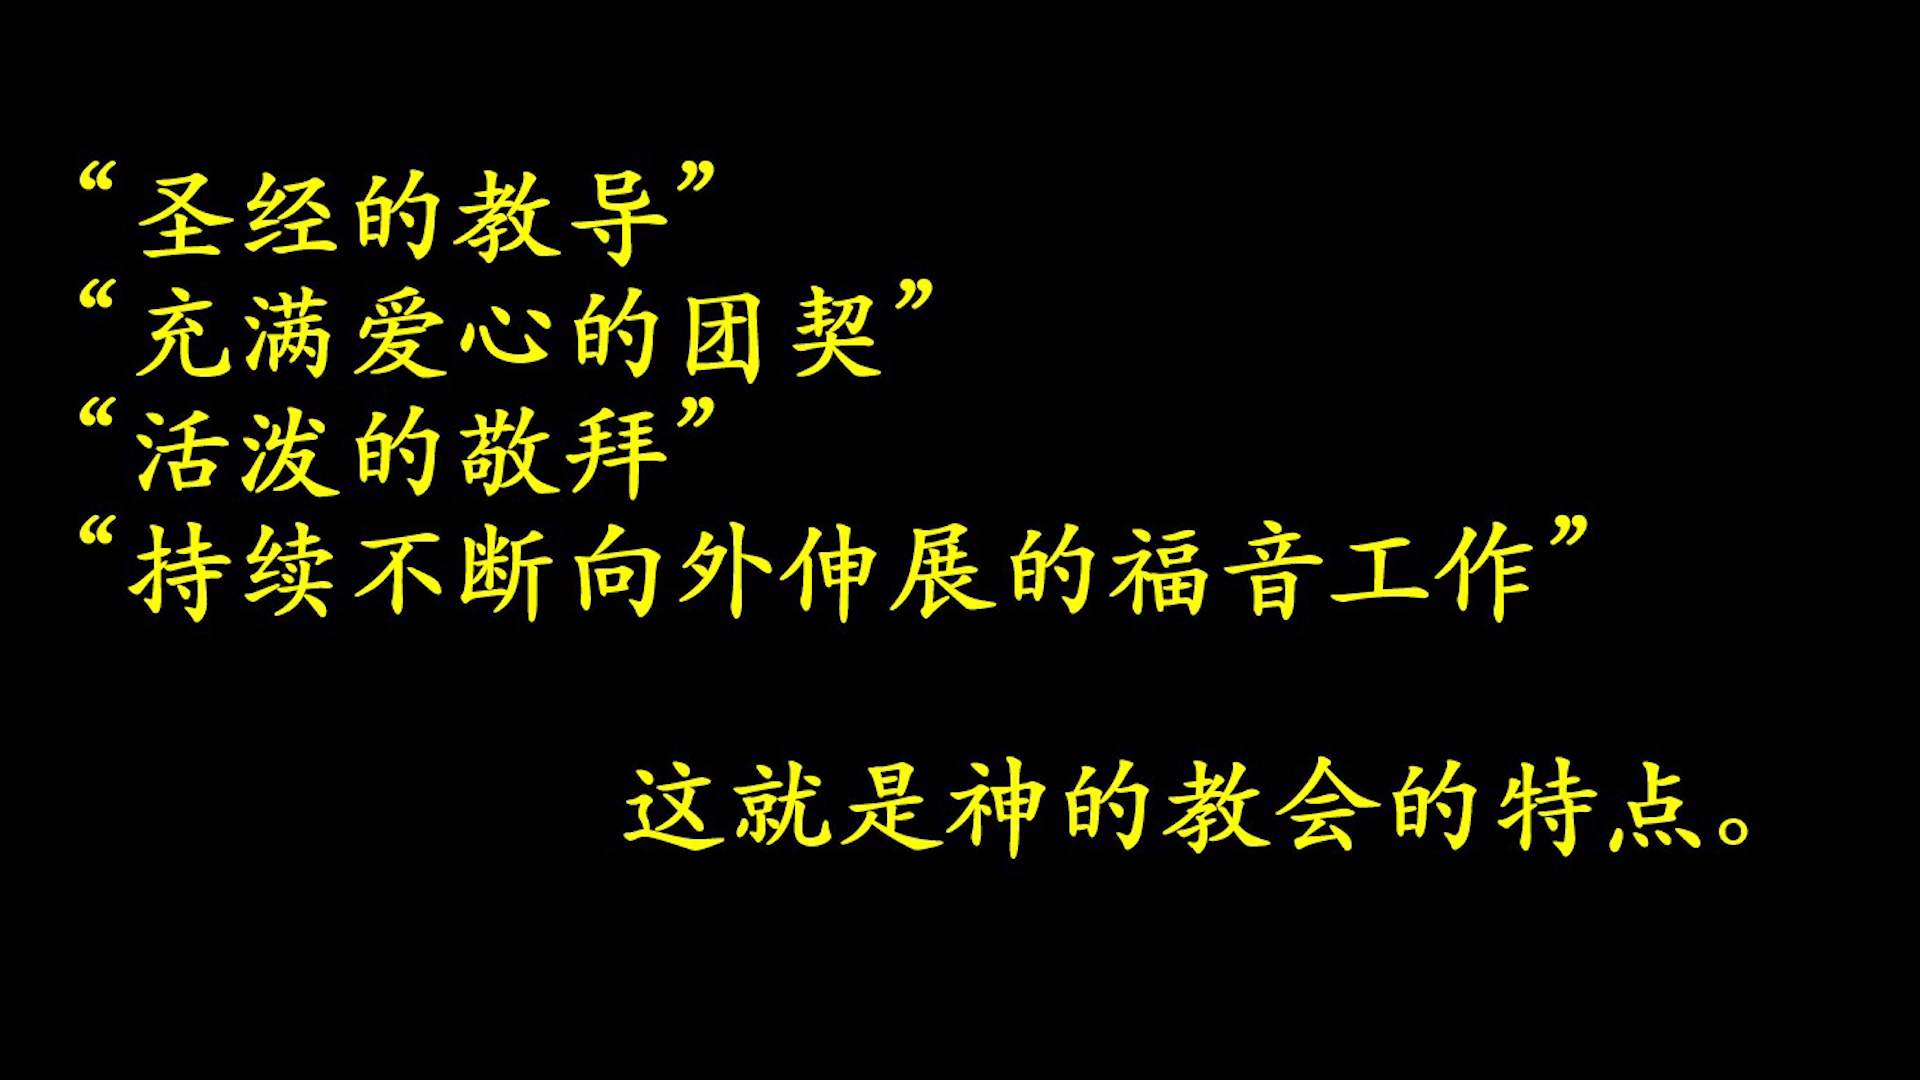 “圣经的教导”
“充满爱心的团契”
“活泼的敬拜”
“持续不断向外伸展的福音工作”
这就是神的教会的特点。